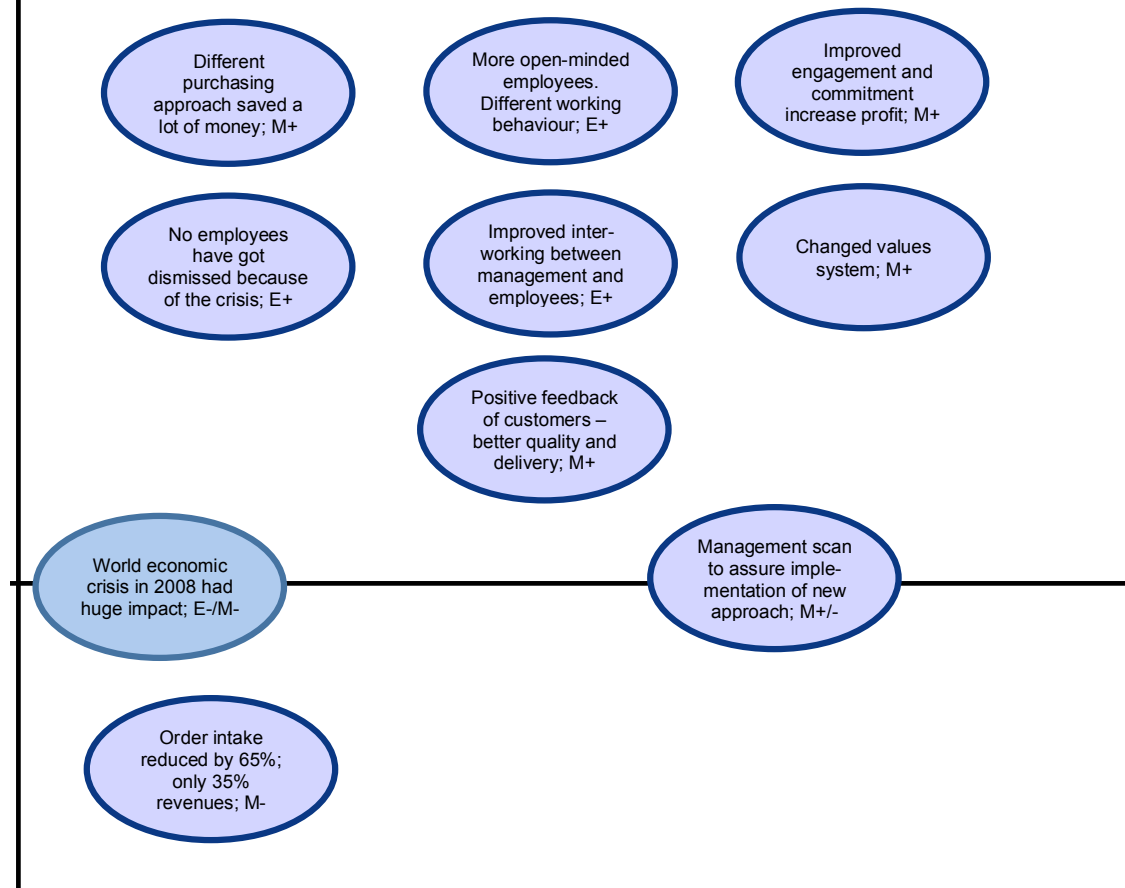 Different
purchasing
approach saved a
lot of money; M+
More open-minded
employees.
Different working
behaviour; E+
Improved
engagement and
commitment
increase profit; M+
No employees
have got
dismissed because
of the crisis; E+
Improved inter-
working between
management and
employees; E+
Changed values
system; M+
Positive feedback
of customers –
better quality and
delivery; M+
World economic
crisis in 2008 had
huge impact; E-/M-
Management scan
to assure imple-
mentation of new
approach; M+/-
Order intake
reduced by 65%;
only 35%
revenues; M-